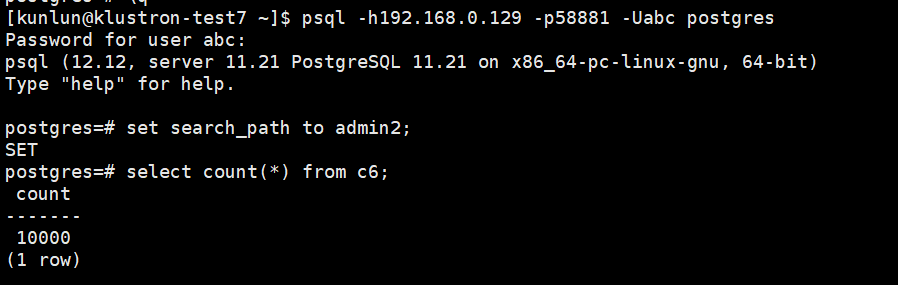 [kunlun@klustron-test7 ~]$ psql -h192.168.0.129 -p58881 -Uabc postgres
Password for user abc:
psql (12.12, server 11.21 PostgreSQL 11.21 on x86_64-pc-linux-gnu, 64-bit)
Type "help" for help.
postgres=# set search_path to admin2;
SET
postgres=# select count(*) from c6;
count
-------
10000
(1 row)